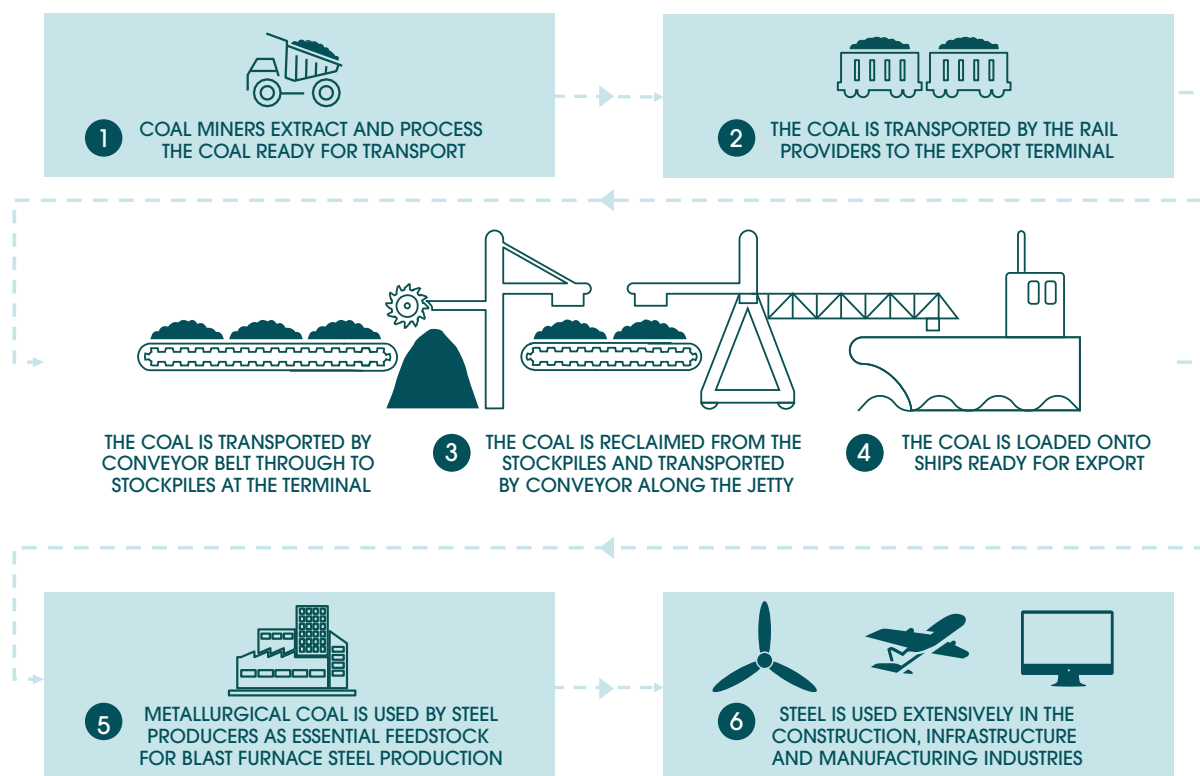 1
COAL MINERS EXTRACT AND PROCESS
THE COAL READY FOR TRANSPORT
2
THE COAL IS TRANSPORTED BY THE RAIL
PROVIDERS TO THE EXPORT TERMINAL
THE COAL IS TRANSPORTED BY
CONVEYOR BELT THROUGH TO
STOCKPILES AT THE TERMINAL
3
THE COAL IS RECLAIMED FROM THE
STOCKPILES AND TRANSPORTED
BY CONVEYOR ALONG THE JETTY
4
THE COAL IS LOADED ONTO
SHIPS READY FOR EXPORT
5
METALLURGICAL COAL IS USED BY STEEL
PRODUCERS AS ESSENTIAL FEEDSTOCK
FOR BLAST FURNACE STEEL PRODUCTION
6
STEEL IS USED EXTENSIVELY IN THE
CONSTRUCTION, INFRASTRUCTURE
AND MANUFACTURING INDUSTRIES